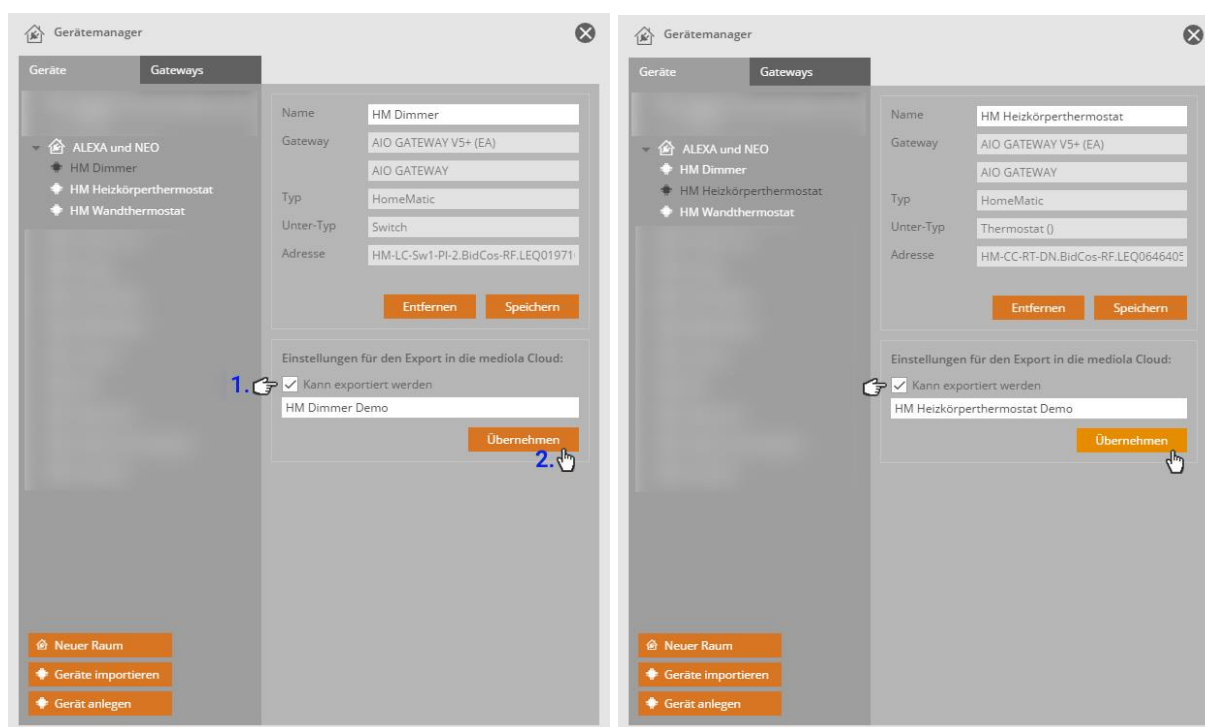 Gerätemanager
Geräte Gateways
ALEXA und NEO
HM Dimmer
HM Heizkörperthermostat
HM Wandthermostat
Name HM Dimmer
Gateway AIO GATEWAY V5+ (EA)
AIO GATEWAY
Typ HomeMatic
Unter-Typ Switch
Adresse HM-LC-Sw1-Pl-2.BidCos-RF.LEQ01971
Entfernen Speichern
Einstellungen für den Export in die mediola Cloud:
1. Kann exportiert werden
HM Dimmer Demo
Übernehmen
2.
Neuer Raum
Geräte importieren
Gerät anlegen
Gerätemanager
Geräte Gateways
ALEXA und NEO
HM Dimmer
HM Heizkörperthermostat
HM Wandthermostat
Name HM Heizkörperthermostat
Gateway AIO GATEWAY V5+ (EA)
AIO GATEWAY
Typ HomeMatic
Unter-Typ Thermostat ()
Adresse HM-CC-RT-DN.BidCos-RF.LEQ0646405
Entfernen Speichern
Einstellungen für den Export in die mediola Cloud:
Kann exportiert werden
HM Heizkörperthermostat Demo
Übernehmen
Neuer Raum
Geräte importieren
Gerät anlegen